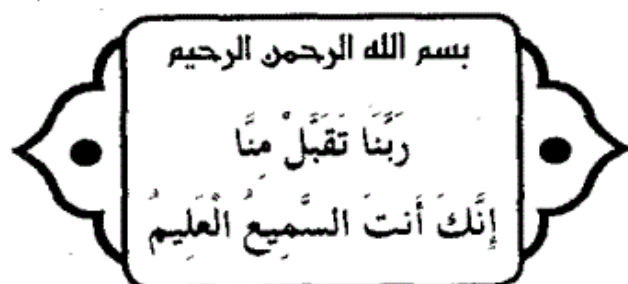 بسم الله الرحمن الرحيم
رَبَّنَا تَقَبَّلْ مِنَّا
إِنَّكَ أَنتَ السَّمِيعُ الْعَلِيمُ